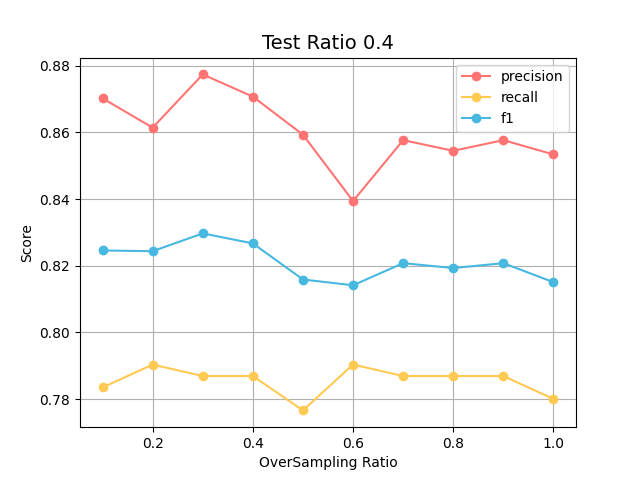 Test Ratio 0.4
precision
recall
f1
0.88
0.86
0.84
0.82
0.80
0.78
Score
0.2 0.4 0.6 0.8 1.0
OverSampling Ratio